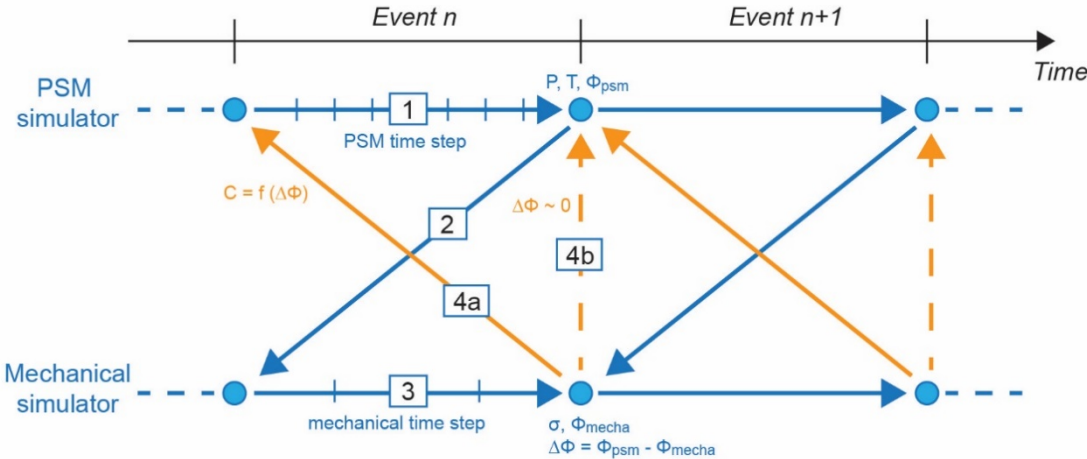 Event n
Event n+1
Time
PSM
simulator
P, T, Φpsm
1
PSM time step
C = f (ΔΦ)
2
ΔΦ ~ 0
4b
4a
Mechanical
simulator
3
mechanical time step
σ, Φmecha
ΔΦ = Φpsm - Φmecha